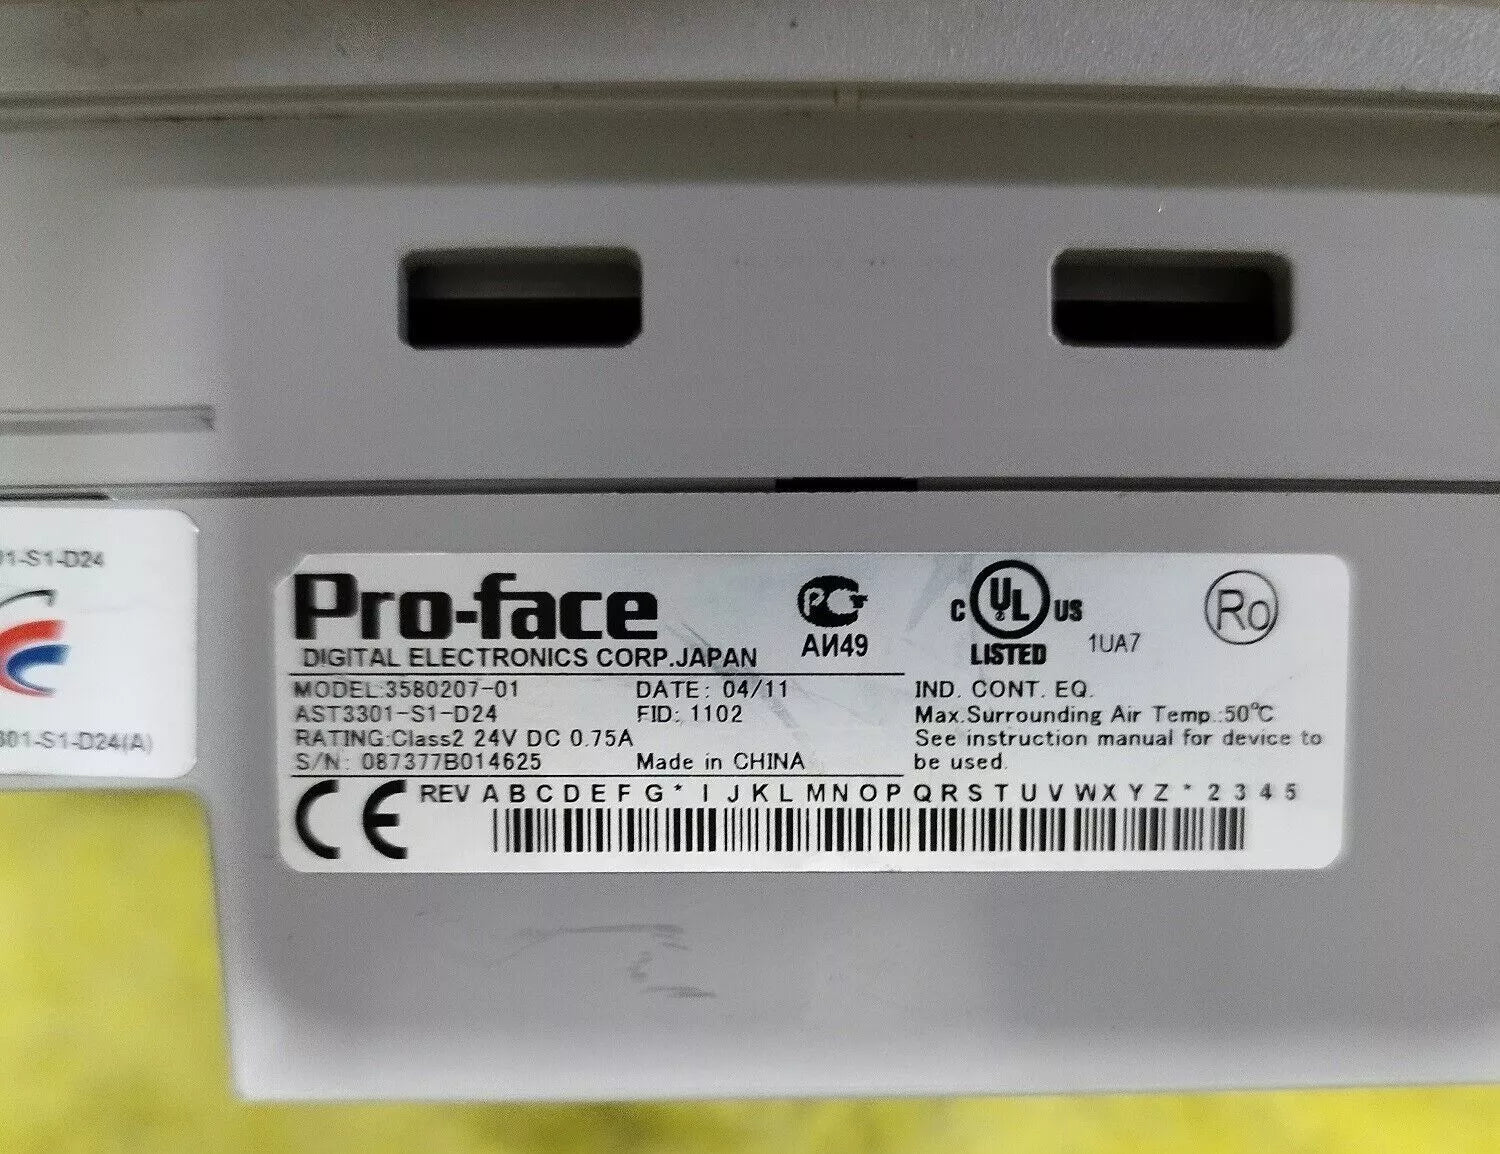 01-S1-D24
301-S1-D24(A)
Pro-face
DIGITAL ELECTRONICS CORP.JAPAN
PCT
АИ49
C UL US
LISTED
1UA7
Ro
MODEL:3580207-01
DATE: 04/11
AST3301-S1-D24
FID: 1102
RATING:Class2 24V DC 0.75A
S/N: 087377B014625
Made in CHINA
IND. CONT. EQ.
Max.Surrounding Air Temp.:50°C
See instruction manual for device to
be used.
CE
REV A B C D E F G * I J K L M N O P Q R S T U V W X Y Z * 2 3 4 5